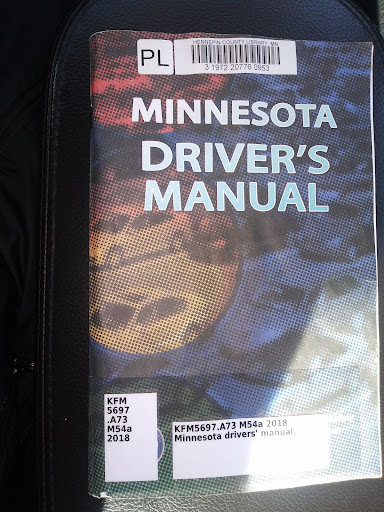 PL
HENNEPIN COUNTY LIBRARY, MN
3 1972 20776 0953
MINNESOTA
DRIVER'S
MANUAL
KFM
5697
.A73
M54a
2018
KFM5697.A73 M54a 2018
Minnesota drivers' manual.